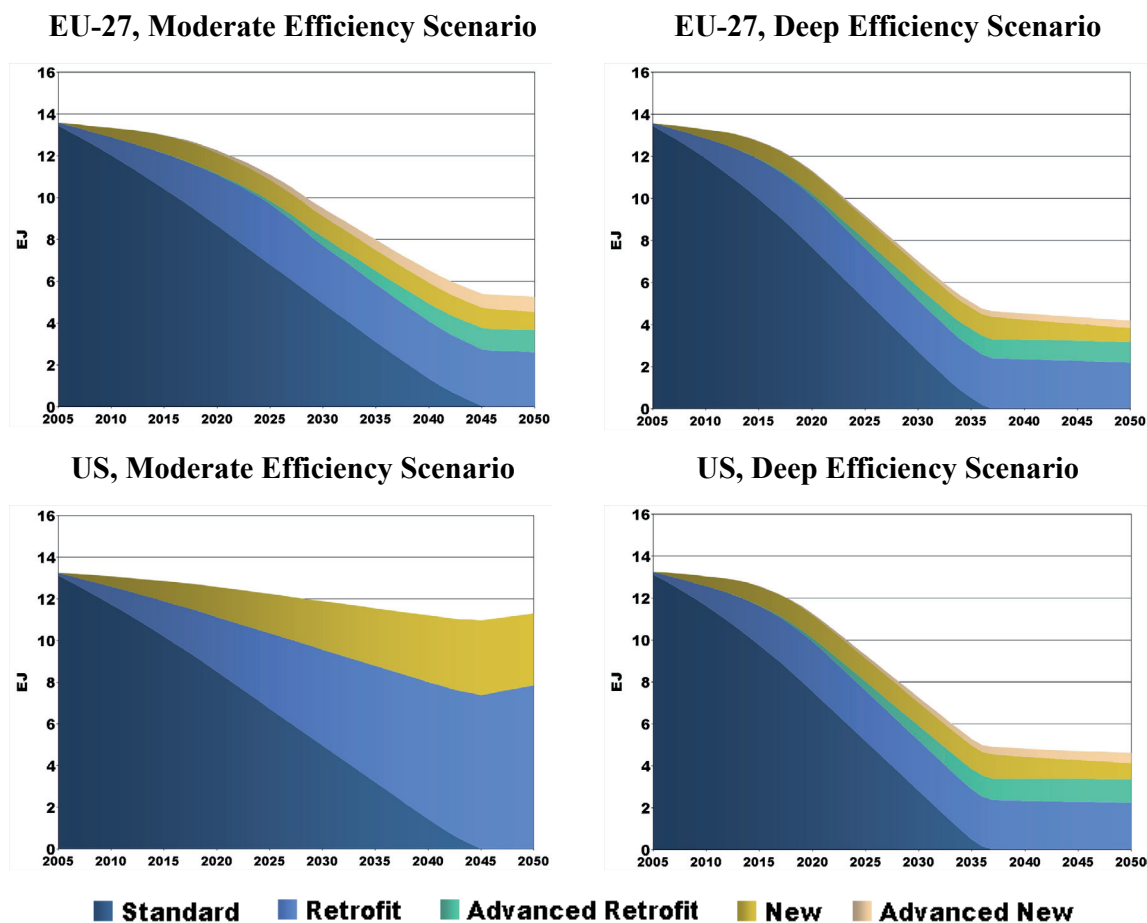 EU-27, Moderate Efficiency Scenario
EU-27, Deep Efficiency Scenario
16
14
12
10
8
6
4
2
0
EJ
2005 2010 2015 2020 2025 2030 2035 2040 2045 2050
16
14
12
10
8
6
4
2
0
EJ
2005 2010 2015 2020 2025 2030 2035 2040 2045 2050
US, Moderate Efficiency Scenario
US, Deep Efficiency Scenario
16
14
12
10
8
6
4
2
0
EJ
2005 2010 2015 2020 2025 2030 2035 2040 2045 2050
16
14
12
10
8
6
4
2
0
EJ
2005 2010 2015 2020 2025 2030 2035 2040 2045 2050
Standard Retrofit Advanced Retrofit New Advanced New